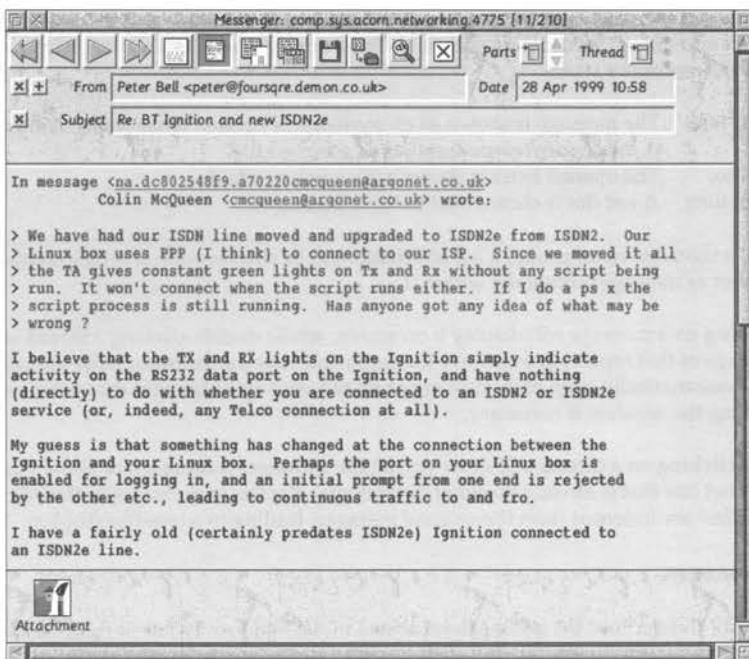 Messenger: comp.sys.acorn.networking.4775 [11/210]
Parts Thread
From Peter Bell <peter@foursqre.demon.co.uk> Date 28 Apr 1999 10:58
Subject Re: BT Ignition and new ISDN2e
In message <na.dc802548f9.a70220cmcqueen@argonet.co.uk>
Colin McQueen <cmcqueen@argonet.co.uk> wrote:
> We have had our ISDN line moved and upgraded to ISDN2e from ISDN2. Our
> Linux box uses PPP (I think) to connect to our ISP. Since we moved it all
> the TA gives constant green lights on Tx and Rx without any script being
> run. It won't connect when the script runs either. If I do a ps x the
> script process is still running. Has anyone got any idea of what may be
> wrong ?
I believe that the TX and RX lights on the Ignition simply indicate
activity on the RS232 data port on the Ignition, and have nothing
(directly) to do with whether you are connected to an ISDN2 or ISDN2e
service (or, indeed, any Telco connection at all).
My guess is that something has changed at the connection between the
Ignition and your Linux box. Perhaps the port on your Linux box is
enabled for logging in, and an initial prompt from one end is rejected
by the other etc., leading to continuous traffic to and fro.
I have a fairly old (certainly predates ISDN2e) Ignition connected to
an ISDN2e line.
Attachment